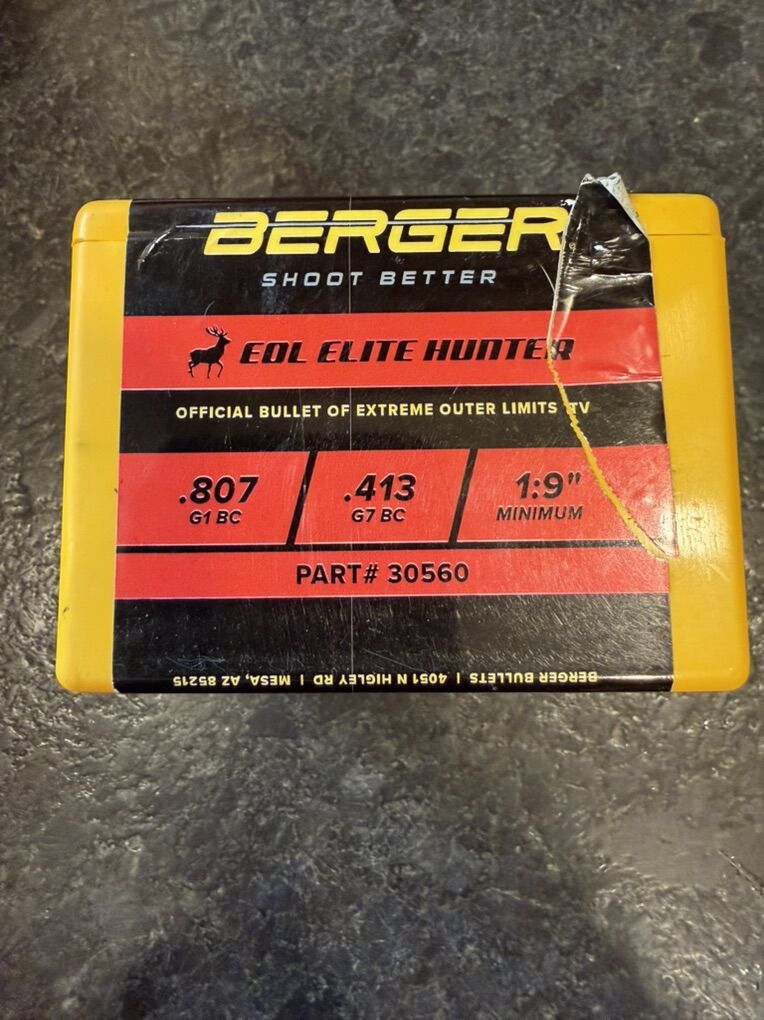 BERGER
SHOOT BETTER
EOL ELITE HUNTER
OFFICIAL BULLET OF EXTREME OUTER LIMITS TV
.807 .413 1:9"
G1 BC G7 BC MINIMUM
PART# 30560
BERGER BULLETS | 4051 N HIGLEY RD | MESA, AZ 85215